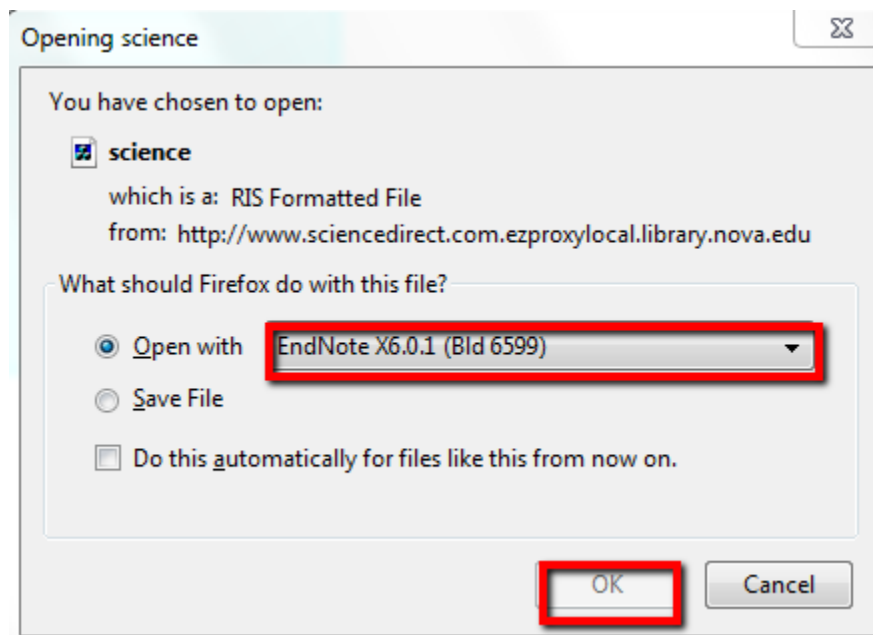 Opening science
You have chosen to open:
science
which is a: RIS Formatted File
from: http://www.sciencedirect.com.ezproxylocal.library.nova.edu
What should Firefox do with this file?
Open with EndNote X6.0.1 (Bld 6599)
Save File
Do this automatically for files like this from now on.
OK Cancel